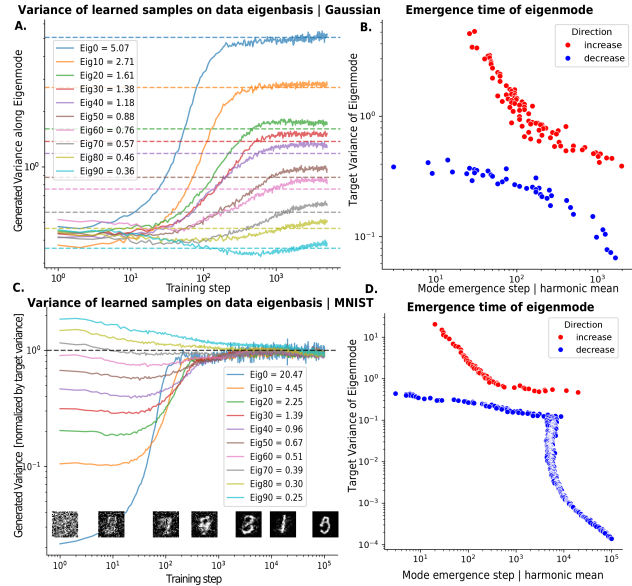 Variance of learned samples on data eigenbasis | Gaussian
A.
Generated Variance along Eigenmode
10⁰
Eig0 = 5.07
Eig10 = 2.71
Eig20 = 1.61
Eig30 = 1.38
Eig40 = 1.18
Eig50 = 0.88
Eig60 = 0.76
Eig70 = 0.57
Eig80 = 0.46
Eig90 = 0.36
10⁰ 10¹ 10² 10³
Training step
Emergence time of eigenmode
B.
Target Variance of Eigenmode
Direction
increase
decrease
10⁰
10⁻¹
10¹ 10² 10³
Mode emergence step | harmonic mean
C.
Variance of learned samples on data eigenbasis | MNIST
Generated Variance [normalized by target variance]
10⁰
10⁻¹
Eig0 = 20.47
Eig10 = 4.45
Eig20 = 2.25
Eig30 = 1.39
Eig40 = 0.96
Eig50 = 0.67
Eig60 = 0.51
Eig70 = 0.39
Eig80 = 0.30
Eig90 = 0.25
10⁰ 10¹ 10² 10³ 10⁴ 10⁵
Training step
D.
Emergence time of eigenmode
Target Variance of Eigenmode
Direction
increase
decrease
10²
10¹
10⁰
10⁻¹
10⁻²
10⁻³
10⁻⁴
10¹ 10² 10³ 10⁴ 10⁵
Mode emergence step | harmonic mean